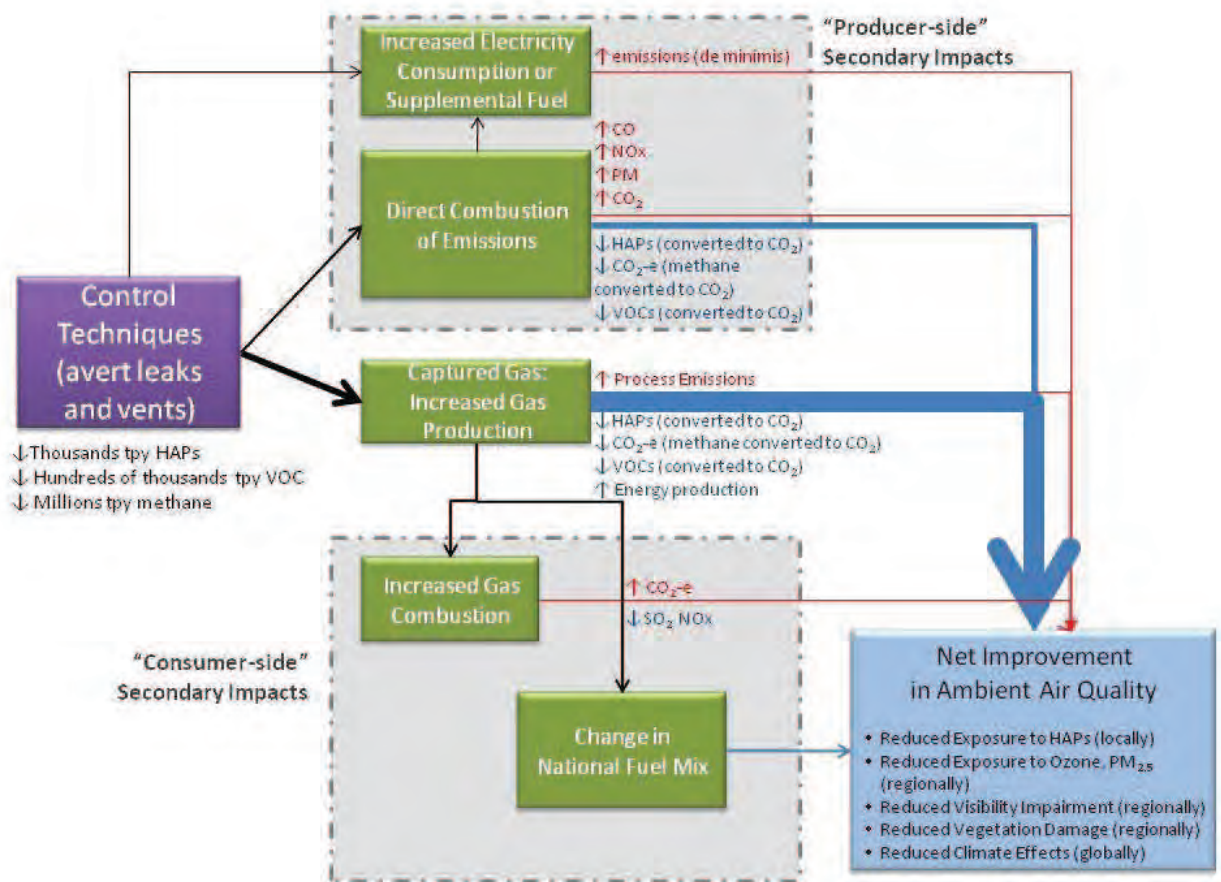 “Producer-side”
Secondary Impacts
Increased Electricity
Consumption or
Supplemental Fuel
↑ emissions (de minimis)
↑ CO
↑ NOx
↑ PM
↑ CO₂
Direct Combustion
of Emissions
↓ HAPs (converted to CO₂)
↓ CO₂-e (methane
converted to CO₂)
↓ VOCs (converted to CO₂)
Control
Techniques
(avert leaks
and vents)
↓Thousands tpy HAPs
↓ Hundreds of thousands tpy VOC
↓ Millions tpy methane
Captured Gas:
Increased Gas
Production
↑ Process Emissions
↓ HAPs (converted to CO₂)
↓ CO₂-e (methane converted to CO₂)
↓ VOCs (converted to CO₂)
↑ Energy production
Increased Gas
Combustion
↑ CO₂-e
↓ SO₂ NOx
“Consumer-side”
Secondary Impacts
Change in
National Fuel Mix
Net Improvement
in Ambient Air Quality
• Reduced Exposure to HAPs (locally)
• Reduced Exposure to Ozone, PM₂.₅
(regionally)
• Reduced Visibility Impairment (regionally)
• Reduced Vegetation Damage (regionally)
• Reduced Climate Effects (globally)